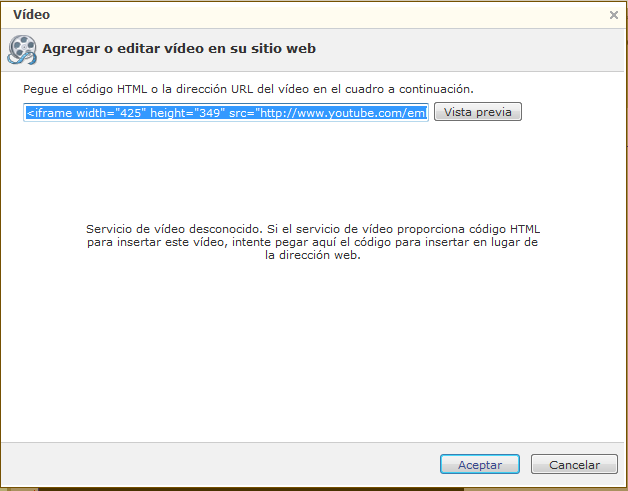 Vídeo
Agregar o editar vídeo en su sitio web
Pegue el código HTML o la dirección URL del vídeo en el cuadro a continuación.
<iframe width="425" height="349" src="http://www.youtube.com/em
Vista previa
Servicio de vídeo desconocido. Si el servicio de vídeo proporciona código HTML
para insertar este vídeo, intente pegar aquí el código para insertar en lugar de
la dirección web.
Aceptar
Cancelar